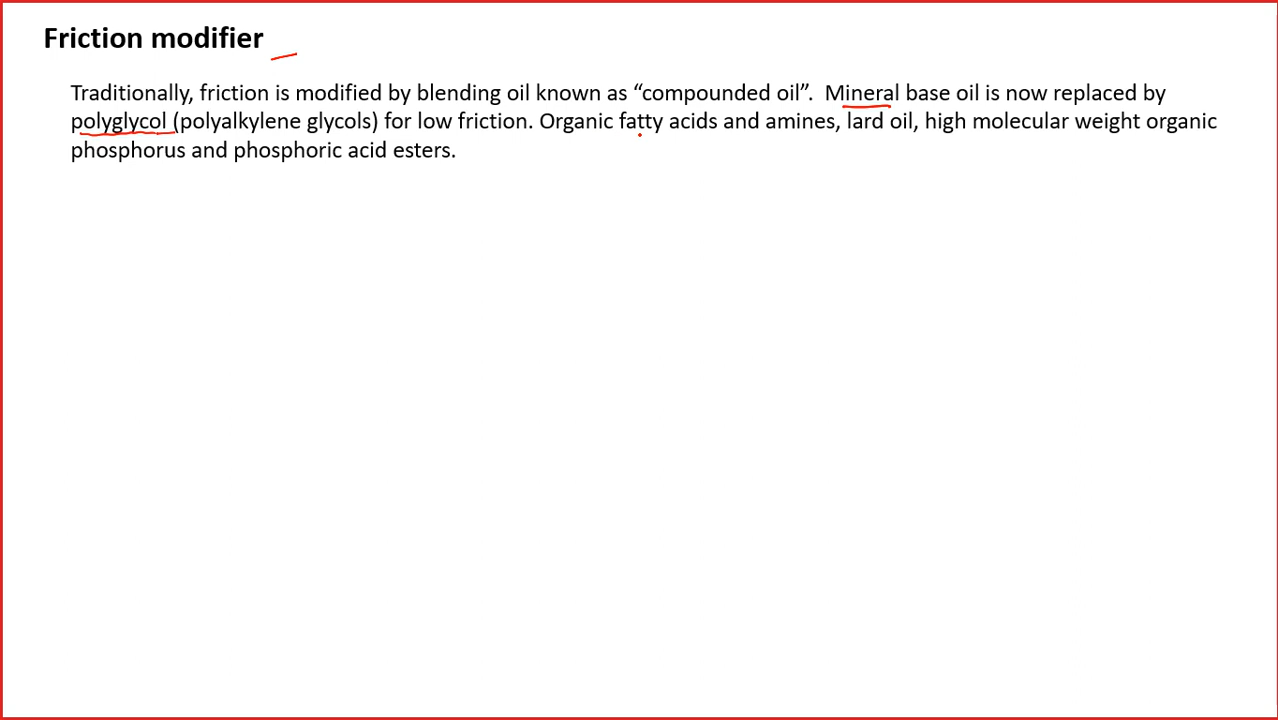 Friction modifier
Traditionally, friction is modified by blending oil known as “compounded oil”.  Mineral base oil is now replaced by
polyglycol (polyalkylene glycols) for low friction. Organic fatty acids and amines, lard oil, high molecular weight organic
phosphorus and phosphoric acid esters.